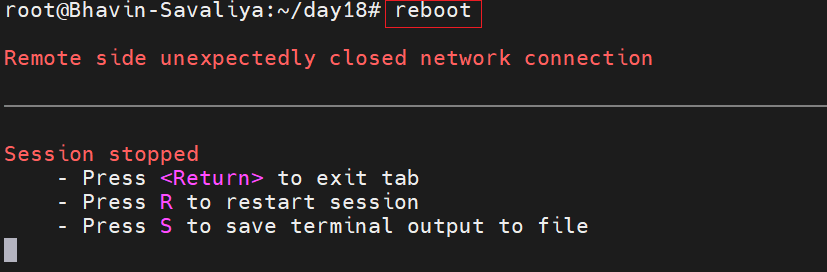 root@Bhavin-Savaliya:~/day18# reboot
Remote side unexpectedly closed network connection
Session stopped
- Press <Return> to exit tab
- Press R to restart session
- Press S to save terminal output to file